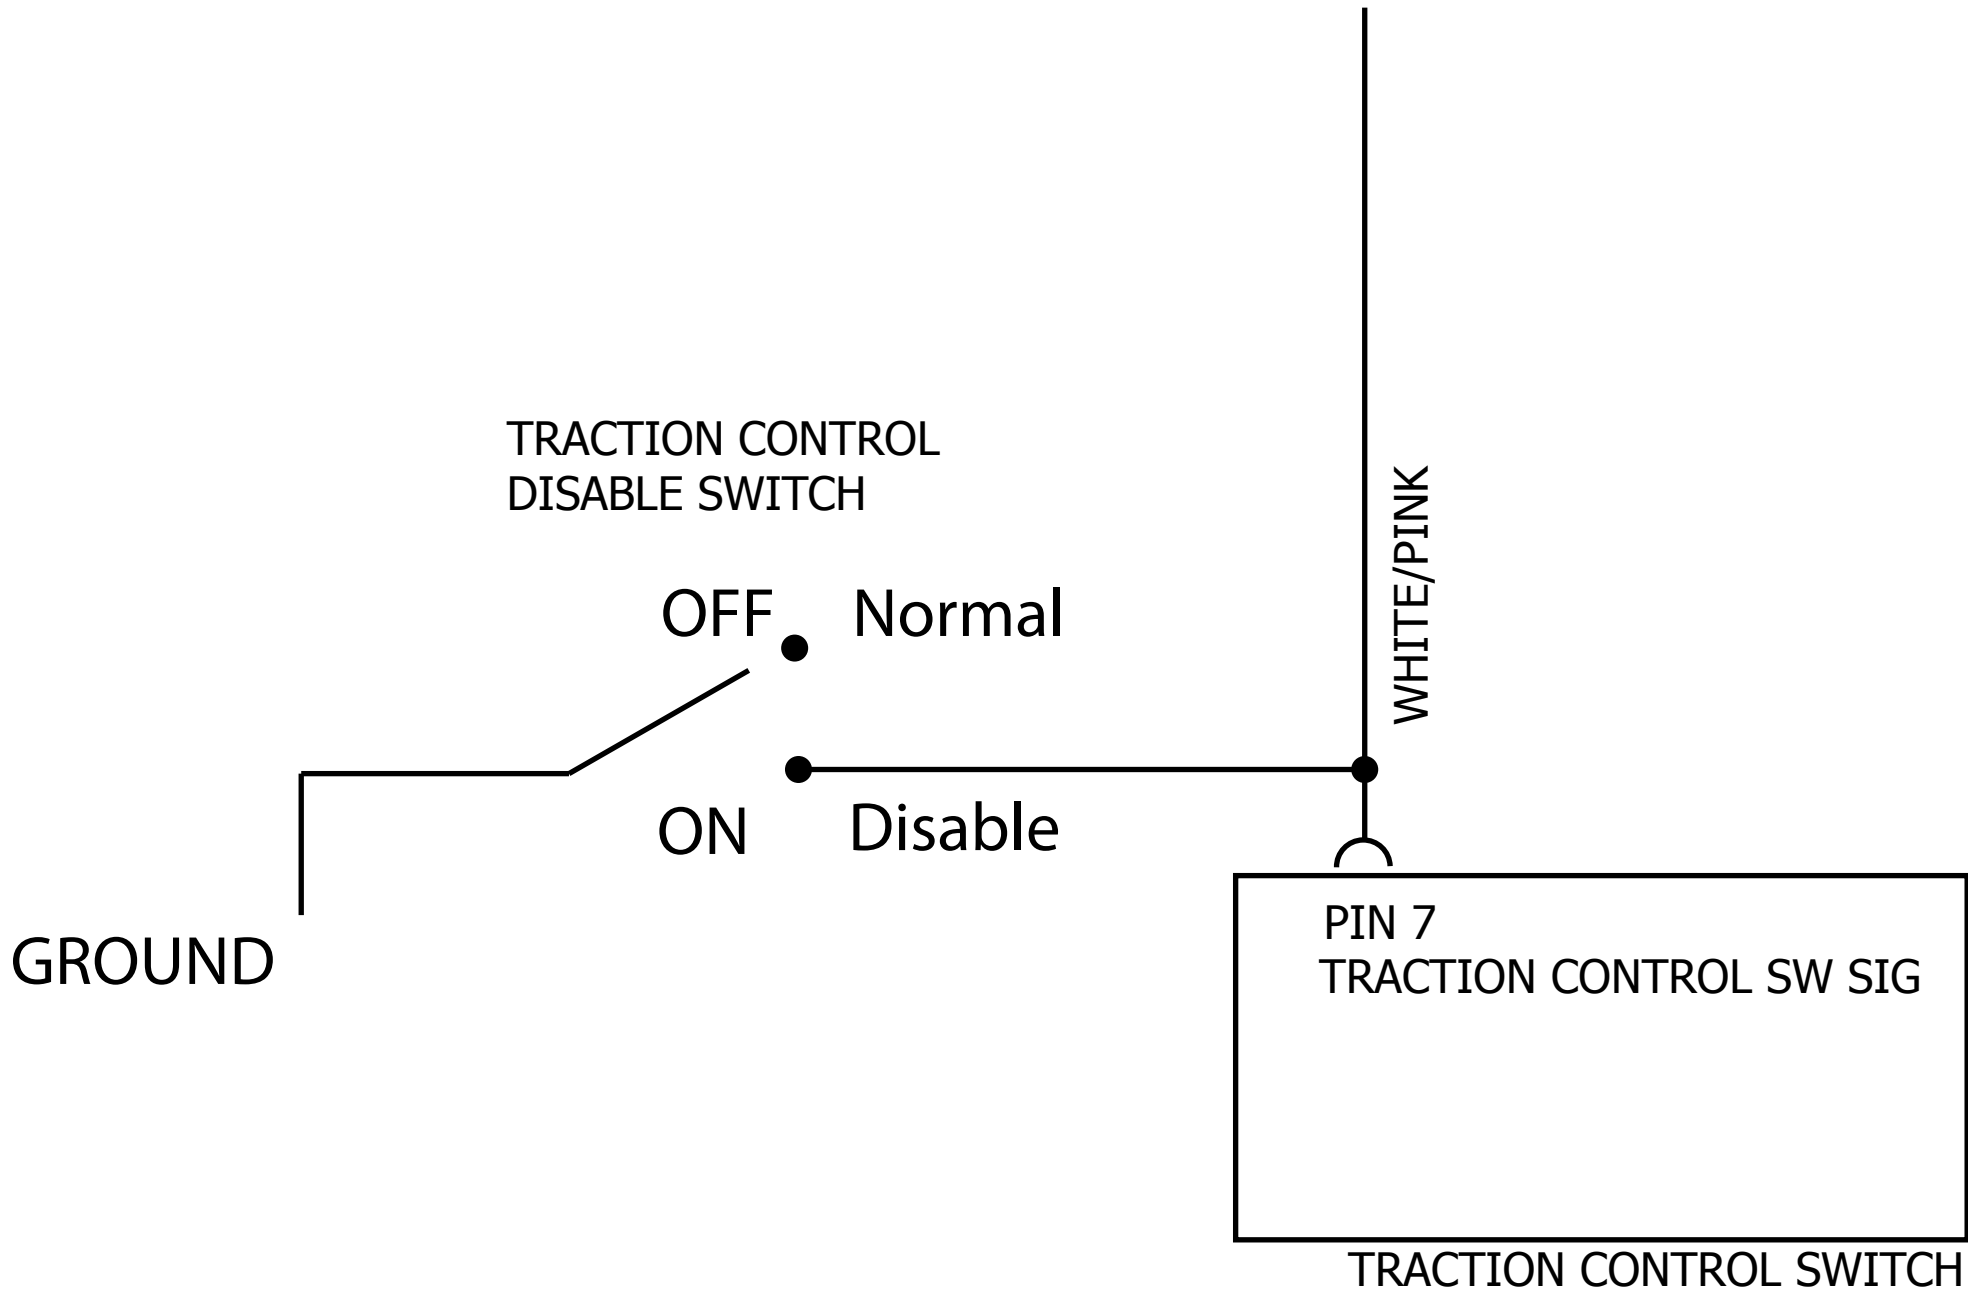 TRACTION CONTROL
DISABLE SWITCH
WHITE/PINK
OFF Normal
ON Disable
GROUND
PIN 7
TRACTION CONTROL SW SIG
TRACTION CONTROL SWITCH